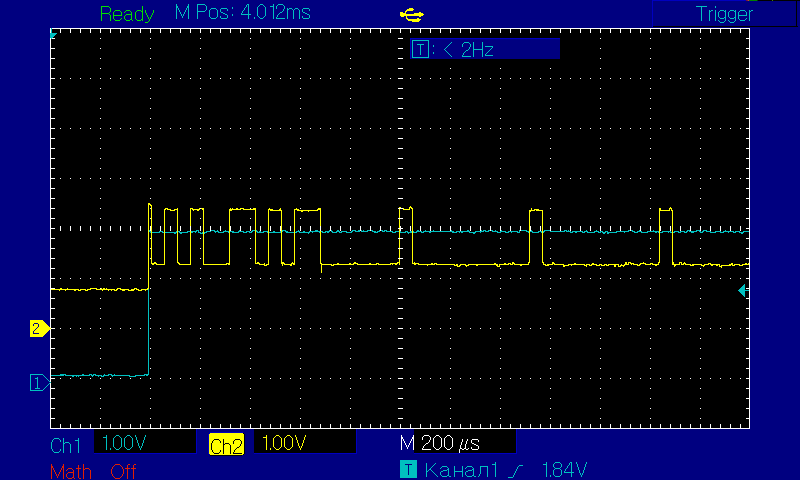 Ready M Pos: 4.012ms Trigger
T: < 2Hz
2
1
Ch1 1.00V Ch2 1.00V M 200 µs
Math Off T Канал1 1.84V